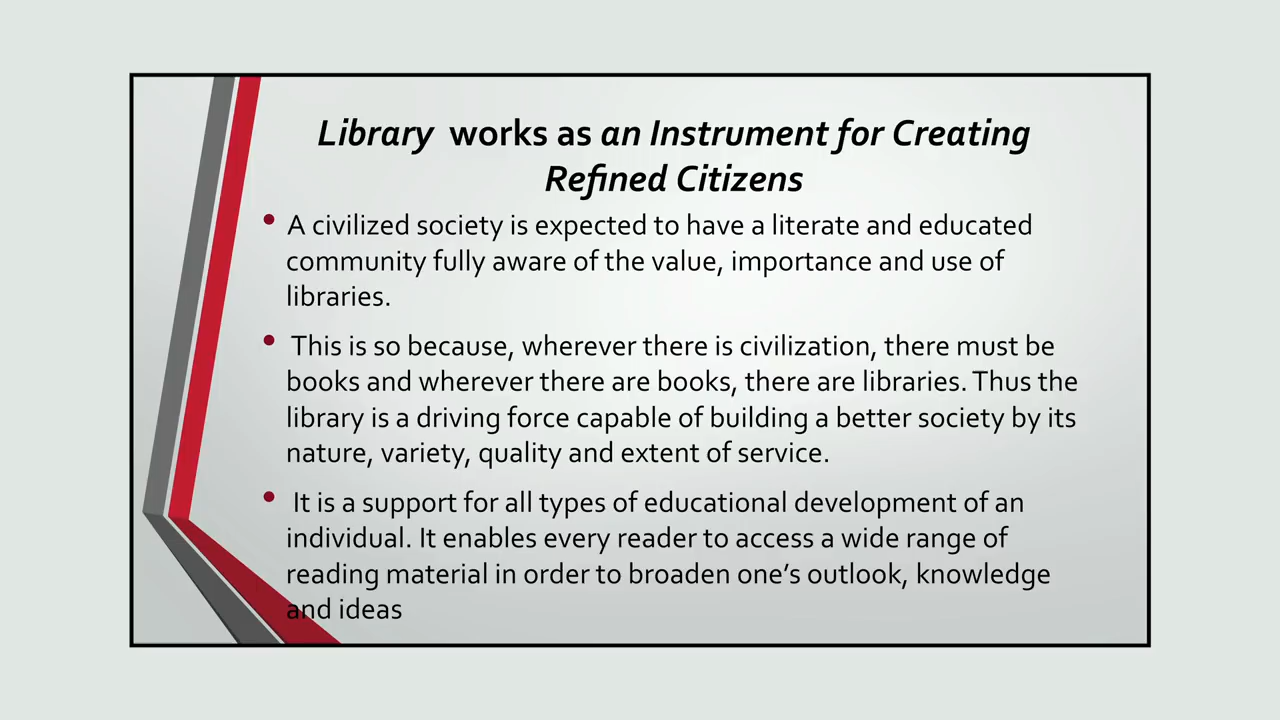 Library works as an Instrument for Creating
Refined Citizens
• A civilized society is expected to have a literate and educated
community fully aware of the value, importance and use of
libraries.
• This is so because, wherever there is civilization, there must be
books and wherever there are books, there are libraries. Thus the
library is a driving force capable of building a better society by its
nature, variety, quality and extent of service.
• It is a support for all types of educational development of an
individual. It enables every reader to access a wide range of
reading material in order to broaden one’s outlook, knowledge
and ideas